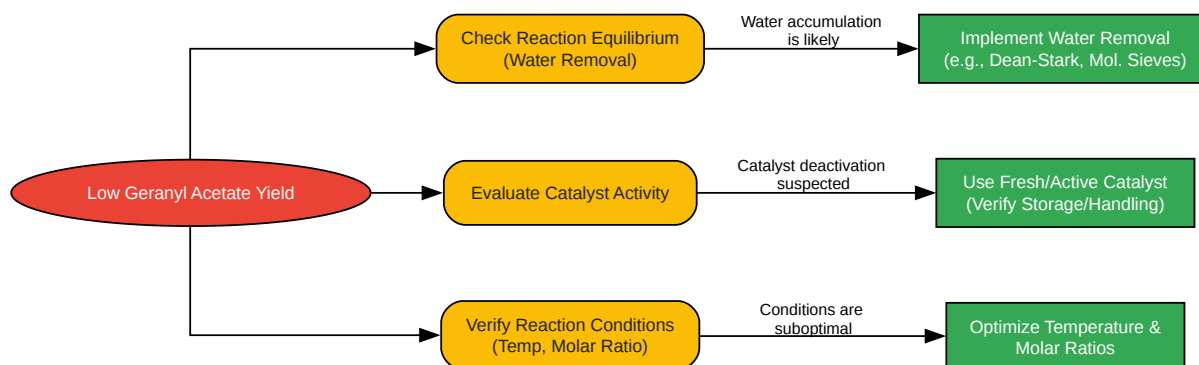 Check Reaction Equilibrium
(Water Removal)
Water accumulation
is likely
Implement Water Removal
(e.g., Dean-Stark, Mol. Sieves)
Low Geranyl Acetate Yield
Evaluate Catalyst Activity
Catalyst deactivation
suspected
Use Fresh/Active Catalyst
(Verify Storage/Handling)
Verify Reaction Conditions
(Temp, Molar Ratio)
Conditions are
suboptimal
Optimize Temperature &
Molar Ratios